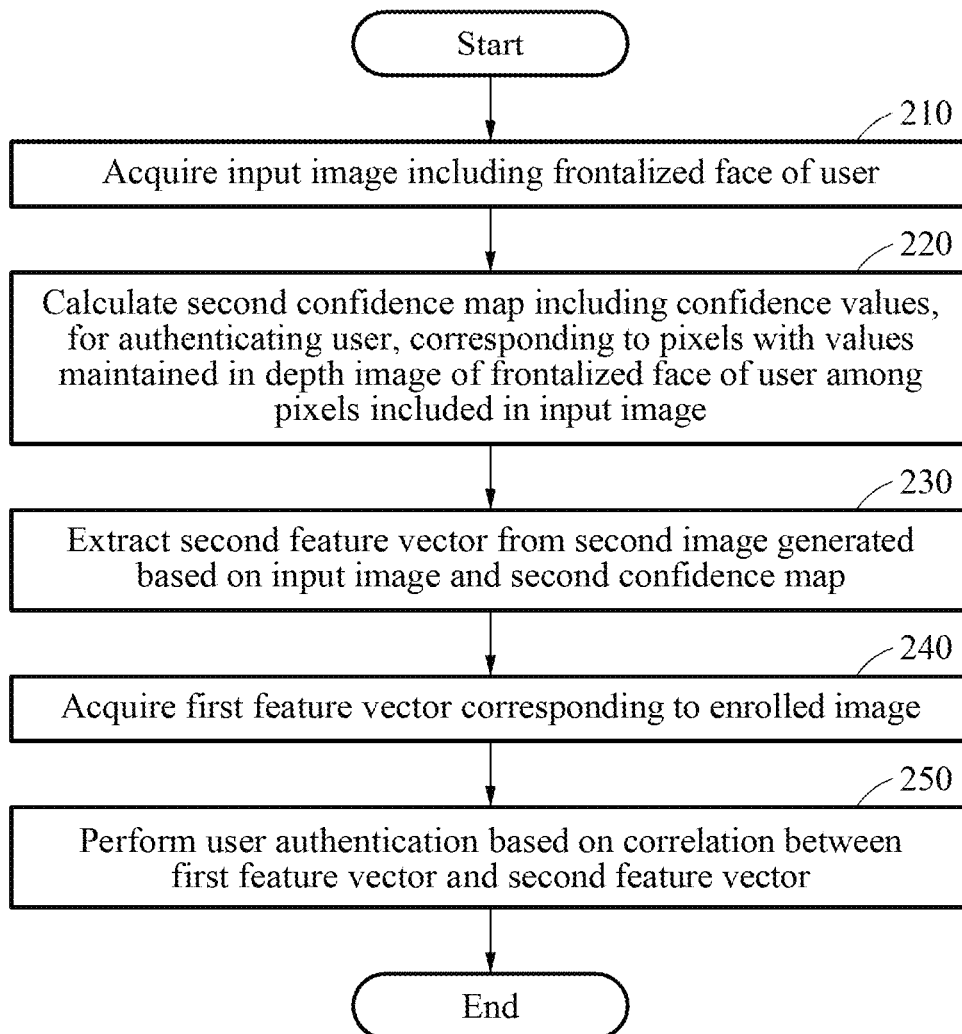 Start
210
Acquire input image including frontalized face of user
220
Calculate second confidence map including confidence values,
for authenticating user, corresponding to pixels with values
maintained in depth image of frontalized face of user among
pixels included in input image
230
Extract second feature vector from second image generated
based on input image and second confidence map
240
Acquire first feature vector corresponding to enrolled image
250
Perform user authentication based on correlation between
first feature vector and second feature vector
End